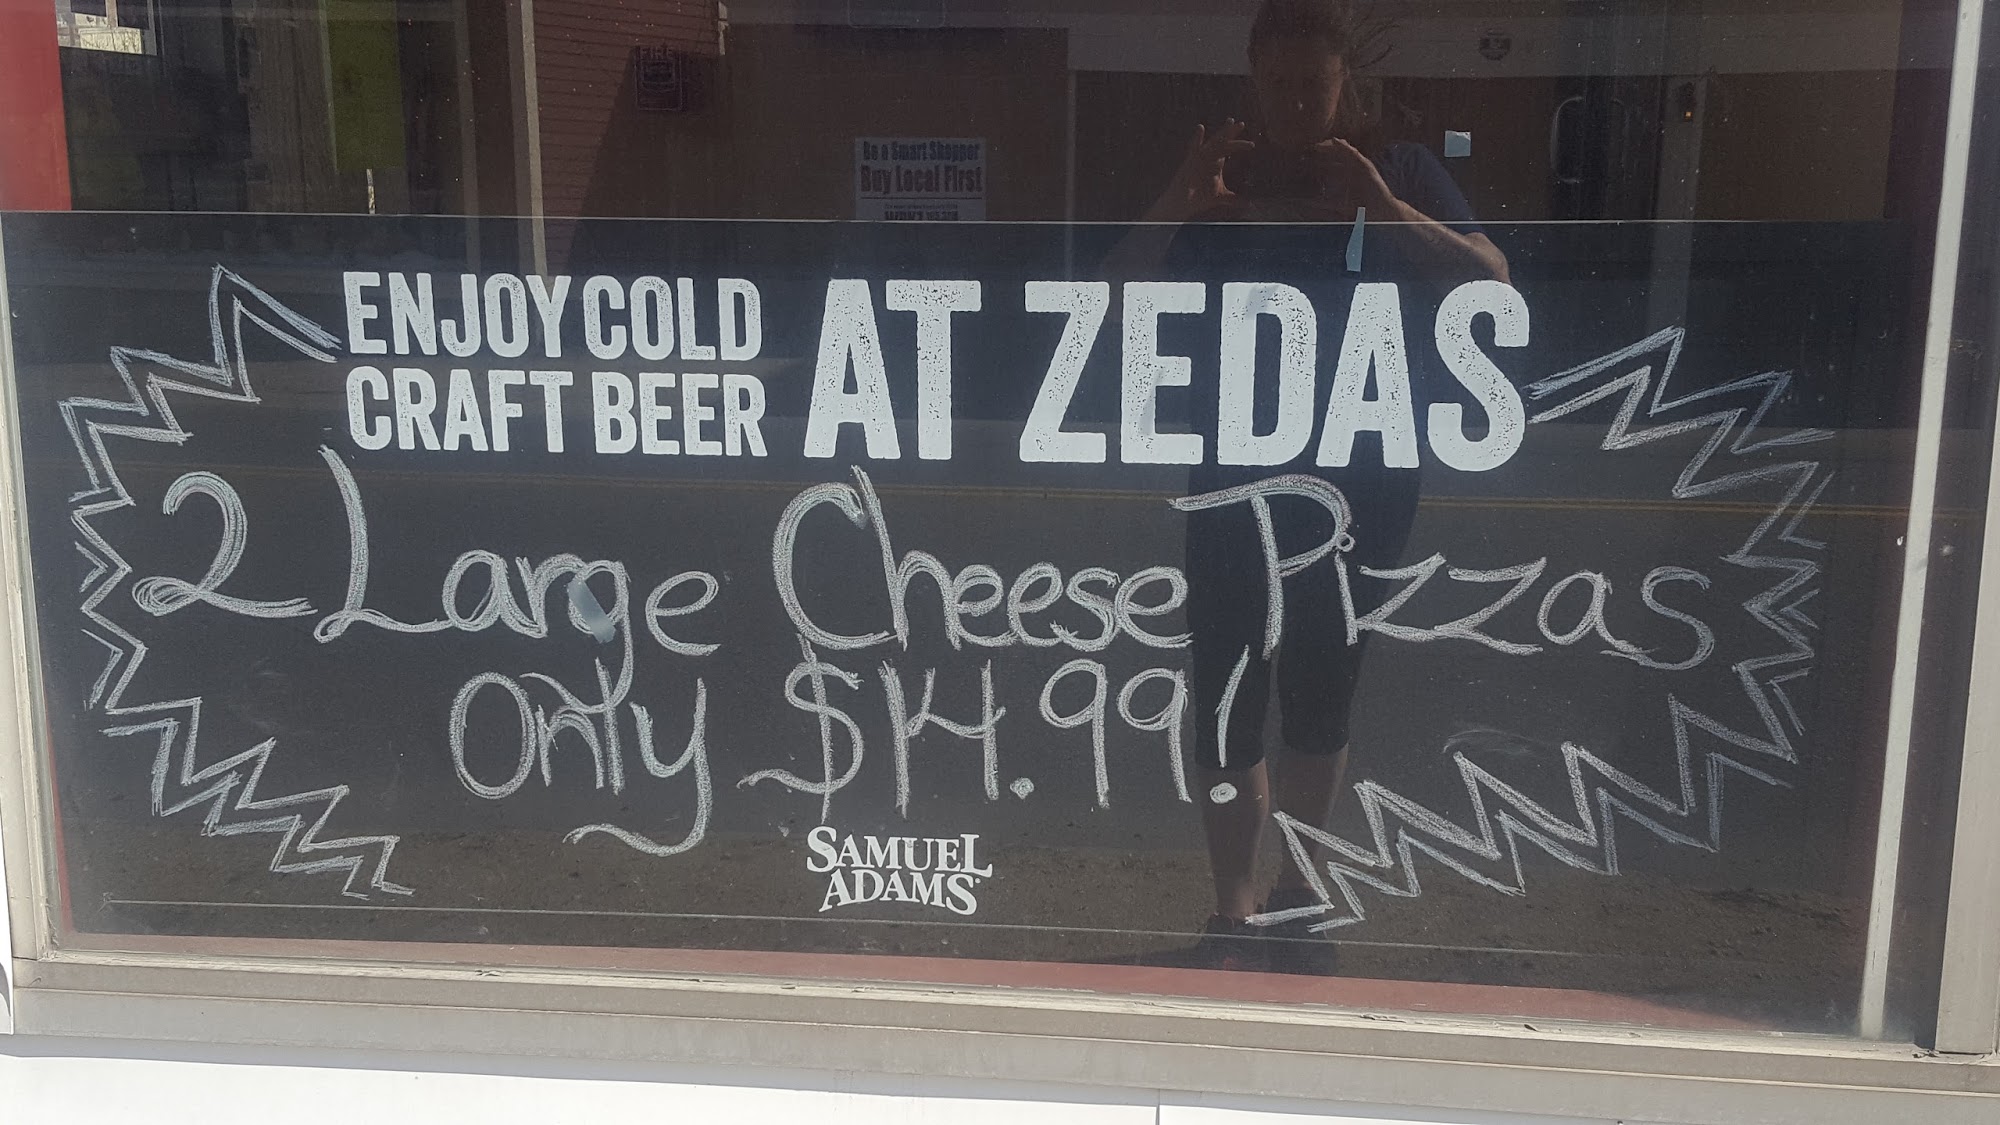 FIRE
Be a Smart Shopper
Buy Local First
ENJOY COLD
CRAFT BEER
AT ZEDAS
2 Large Cheese Pizzas
Only $14.99!
SAMUEL
ADAMS